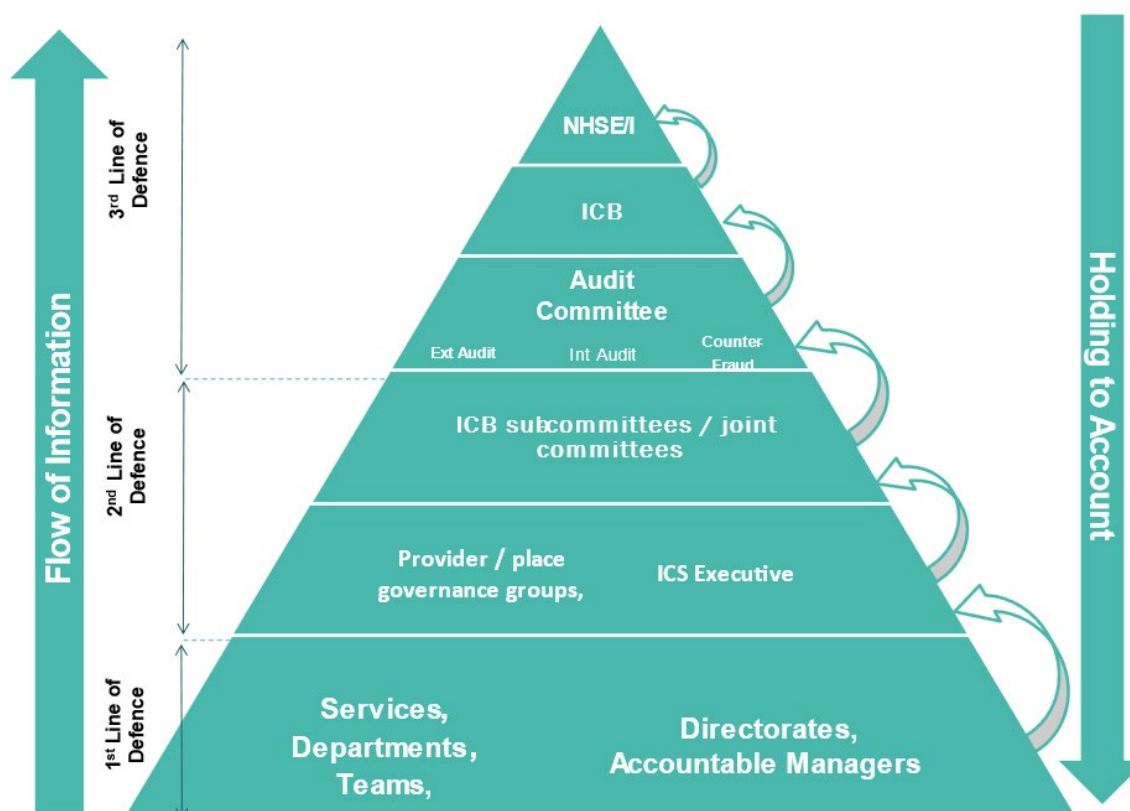 NHSE/I
ICB
Audit
Committee
Ext Audit
Int Audit
Counter-
Fraud
ICB subcommittees / joint
committees
Provider / place
governance groups,
ICS Executive
Services,
Departments,
Teams,
Directorates,
Accountable Managers
3rd Line of
Defence
2nd Line of
Defence
1st Line of
Defence
Flow of Information
Holding to Account